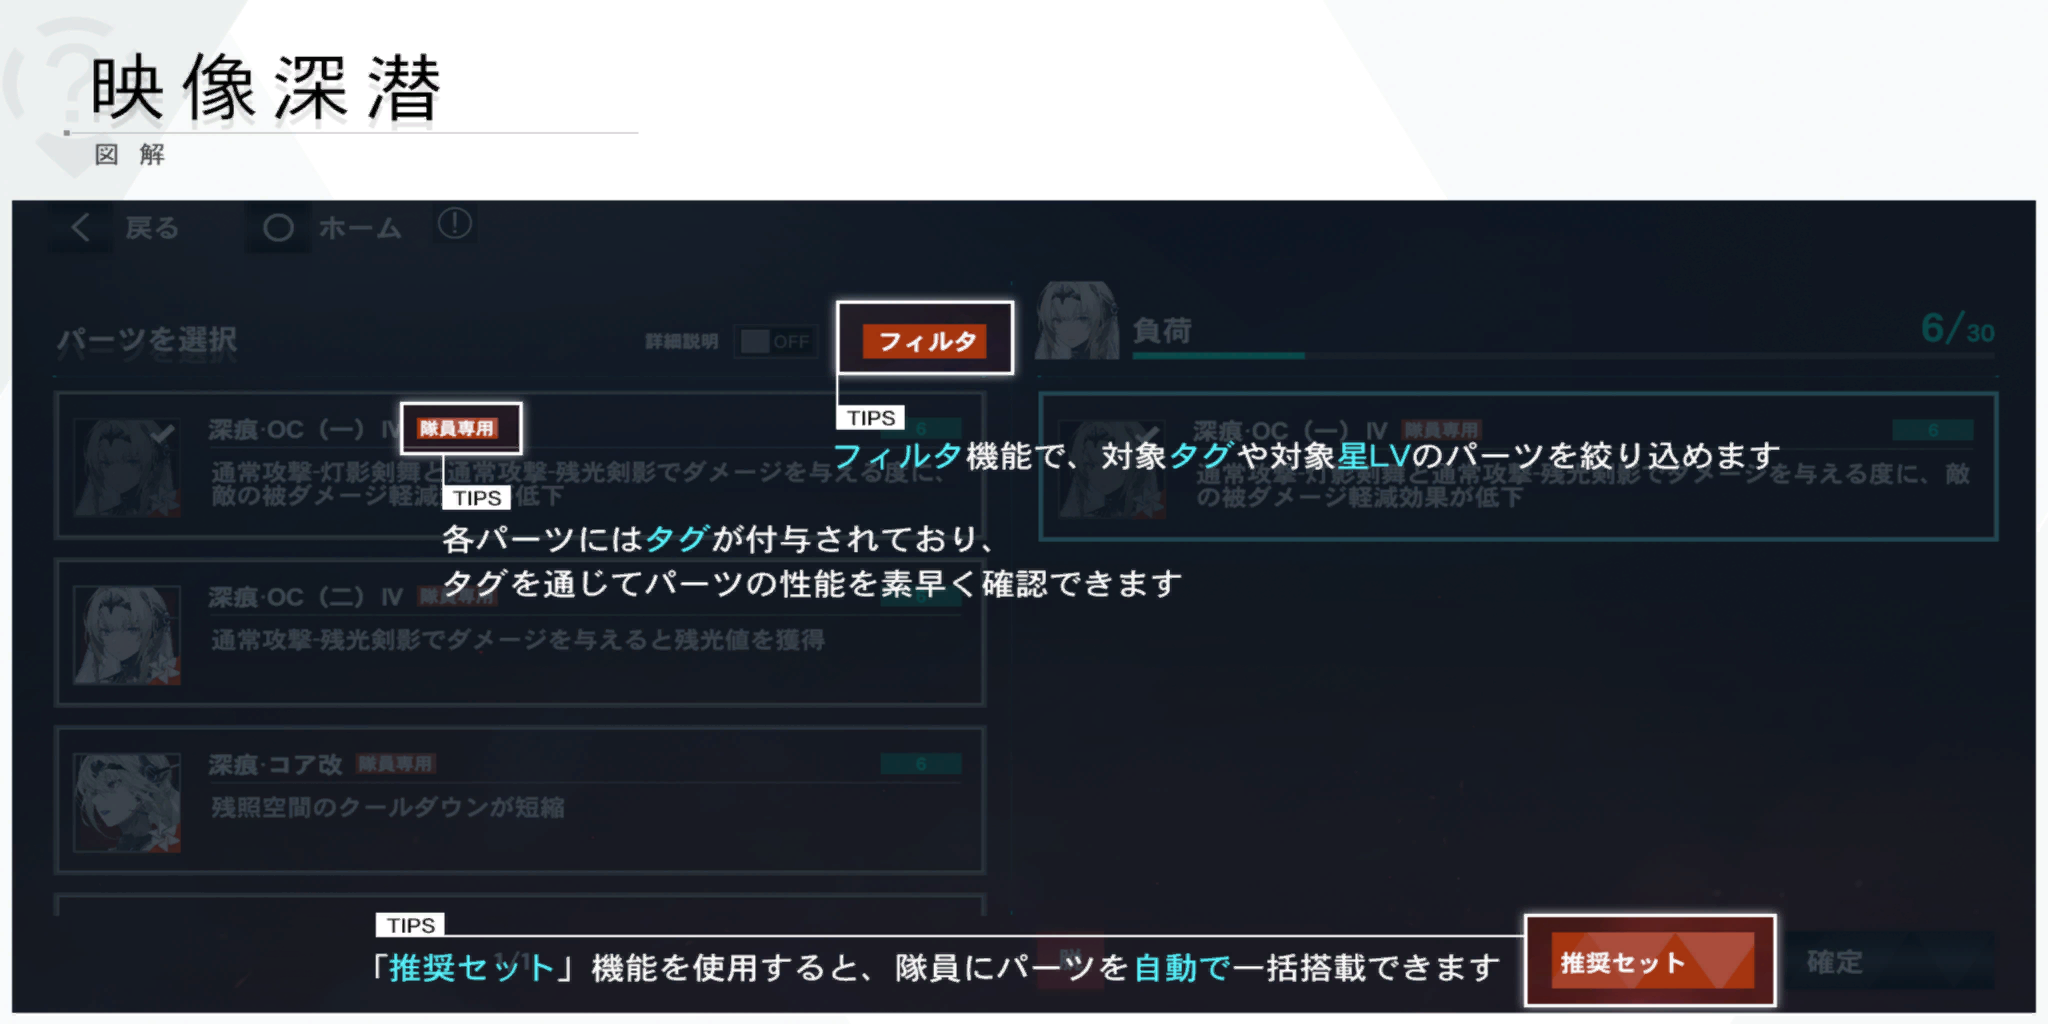 映像深潜
図解
戻る
ホーム
パーツを選択
詳細説明
OFF
フィルタ
負荷
6/30
TIPS
フィルタ機能で、対象タグや対象星LVのパーツを絞り込めます
深痕·OC（一）Ⅳ
隊員専用
6
通常攻撃-灯影剣舞と通常攻撃-残光剣影でダメージを与える度に、
敵の被ダメージ軽減
低下
TIPS
各パーツにはタグが付与されており、
タグを通じてパーツの性能を素早く確認できます
深痕·OC（一）Ⅳ 隊員専用
6
通常攻撃-灯影剣舞と通常攻撃-残光剣影でダメージを与える度に、敵
の被ダメージ軽減効果が低下
深痕·OC（二）Ⅳ 隊員専用
通常攻撃-残光剣影でダメージを与えると残光値を獲得
深痕·コア改 隊員専用
6
残照空間のクールダウンが短縮
TIPS
「推奨セット」機能を使用すると、隊員にパーツを自動で一括搭載できます
推奨セット
確定